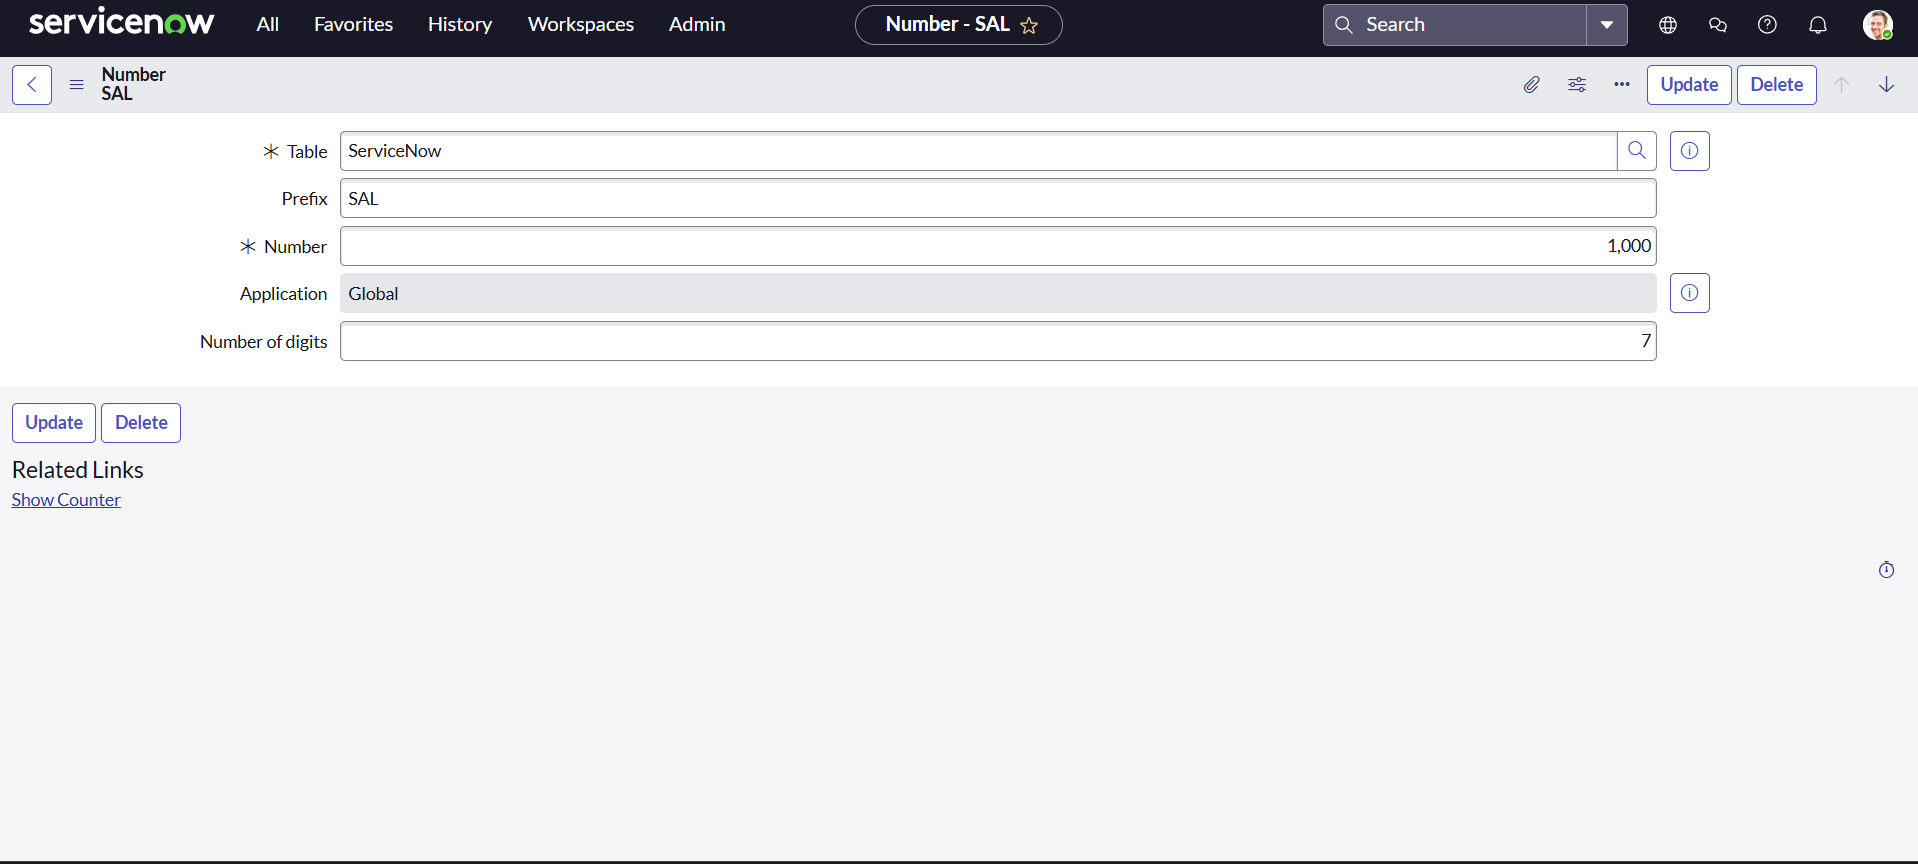 servicenow All Favorites History Workspaces Admin Number - SAL Search
Number
SAL
Update Delete
* Table ServiceNow
Prefix SAL
* Number 1,000
Application Global
Number of digits 7
Update Delete
Related Links
Show Counter